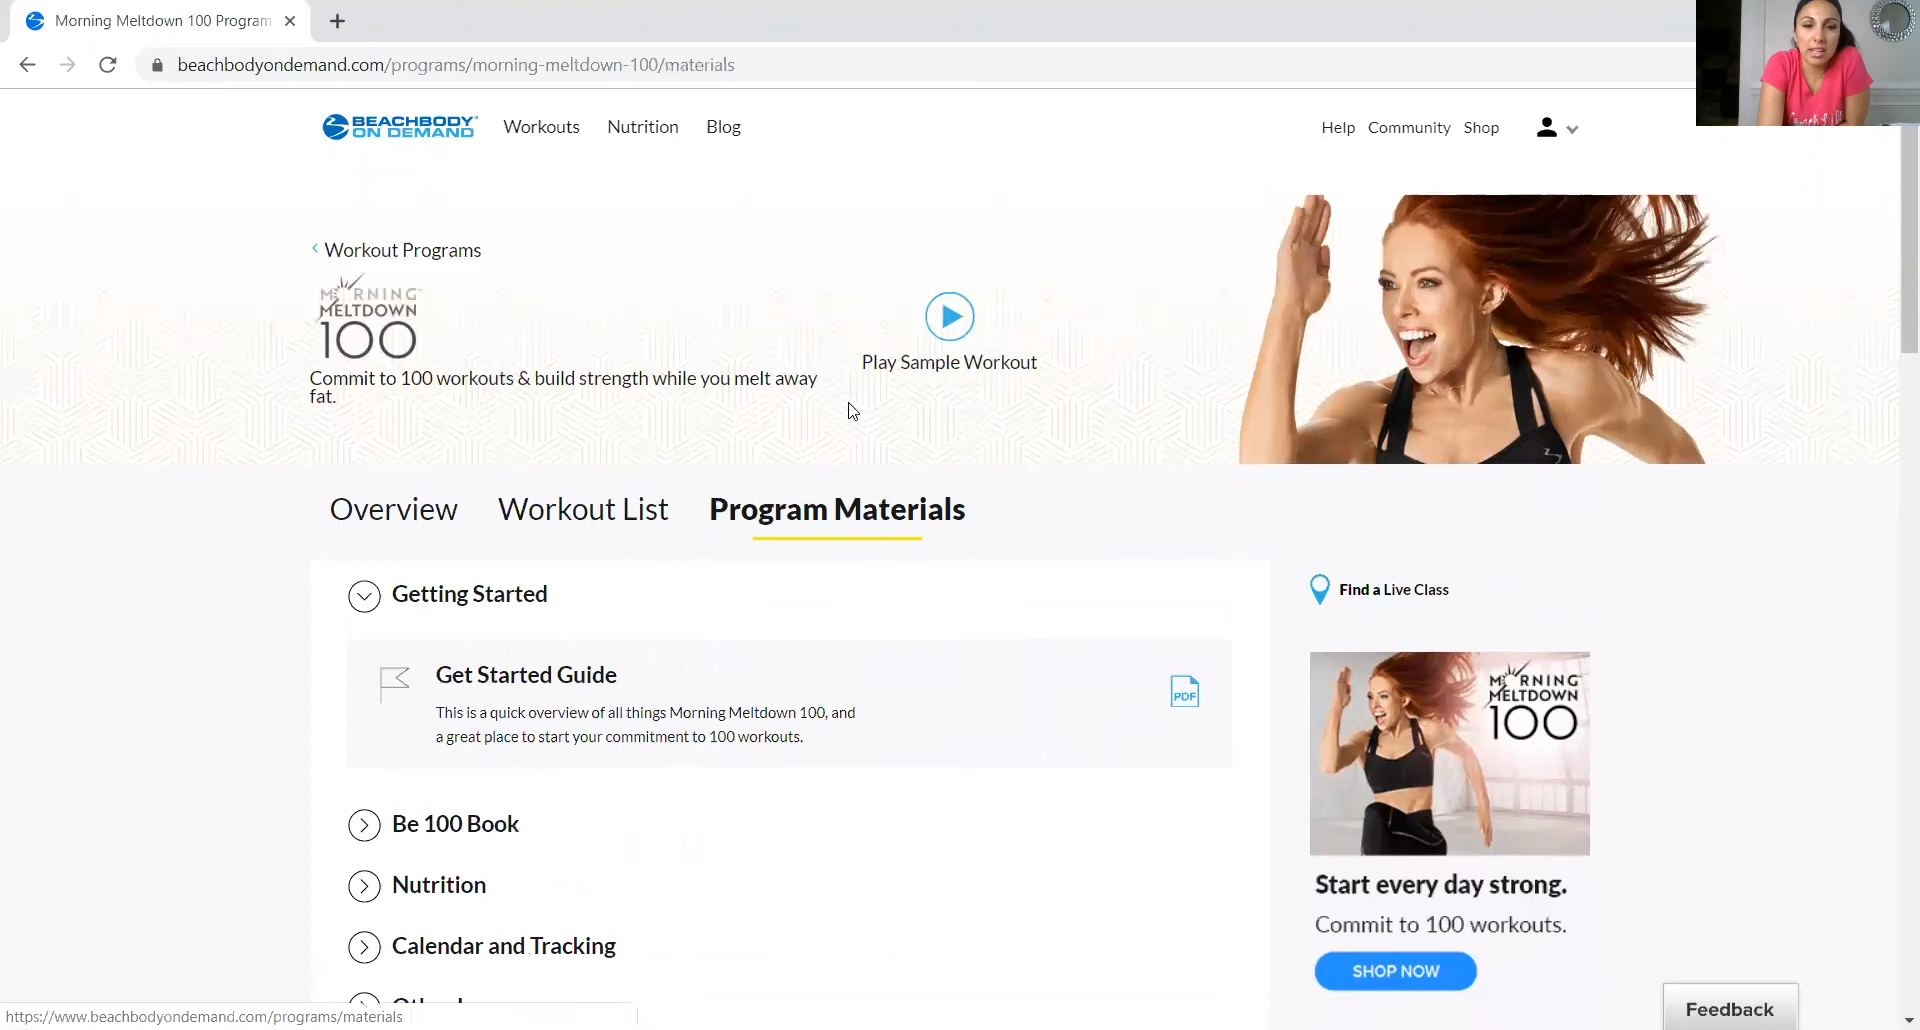 Morning Meltdown 100 Program
beachbodyondemand.com/programs/morning-meltdown-100/materials
BEACHBODY
ON DEMAND
Workouts
Nutrition
Blog
Help
Community
Shop
Workout Programs
MORNING
MELTDOWN
100
Commit to 100 workouts & build strength while you melt away
fat.
Play Sample Workout
Overview
Workout List
Program Materials
Getting Started
Get Started Guide
This is a quick overview of all things Morning Meltdown 100, and
a great place to start your commitment to 100 workouts.
PDF
Be 100 Book
Nutrition
Calendar and Tracking
Find a Live Class
MORNING
MELTDOWN
100
Start every day strong.
Commit to 100 workouts.
SHOP NOW
Feedback
https://www.beachbodyondemand.com/programs/materials